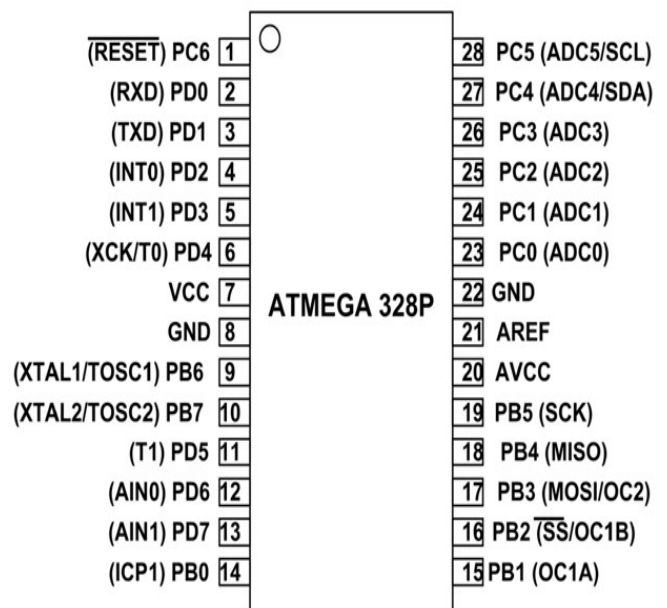 (RESET) PC6 1
(RXD) PD0 2
(TXD) PD1 3
(INT0) PD2 4
(INT1) PD3 5
(XCK/T0) PD4 6
VCC 7
GND 8
(XTAL1/TOSC1) PB6 9
(XTAL2/TOSC2) PB7 10
(T1) PD5 11
(AIN0) PD6 12
(AIN1) PD7 13
(ICP1) PB0 14
ATMEGA 328P
28 PC5 (ADC5/SCL)
27 PC4 (ADC4/SDA)
26 PC3 (ADC3)
25 PC2 (ADC2)
24 PC1 (ADC1)
23 PC0 (ADC0)
22 GND
21 AREF
20 AVCC
19 PB5 (SCK)
18 PB4 (MISO)
17 PB3 (MOSI/OC2)
16 PB2 (SS/OC1B)
15 PB1 (OC1A)